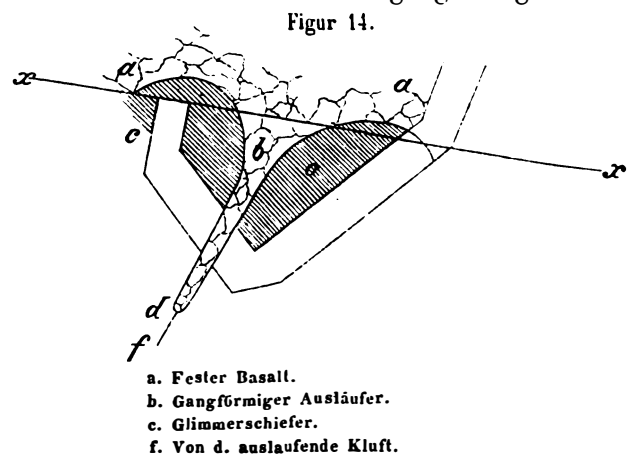 Figur 14.
a
a
x
c
b
c
x
d
f
a. Fester Basalt.
b. Gangförmiger Ausläufer.
c. Glimmerschiefer.
f. Von d. auslaufende Kluft.